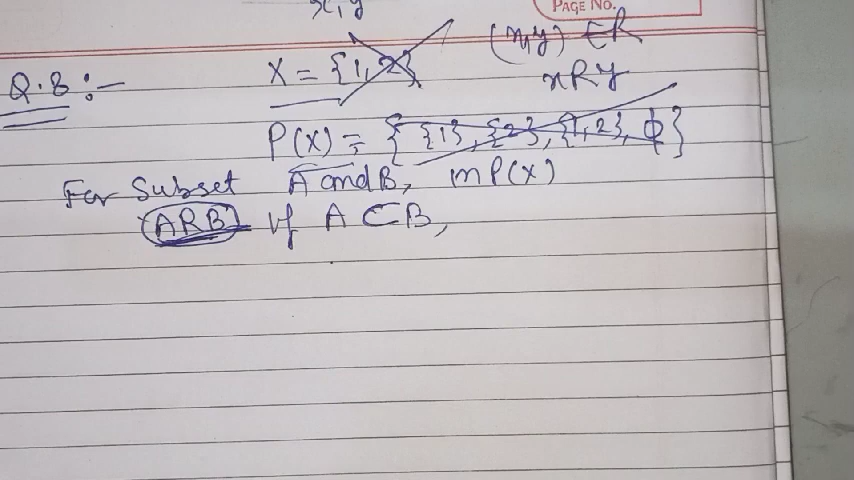 x, y
PAGE NO.
(x,y) ∈ R
Q.8 :- X = {1, 2}
xRy
P(X) = { {1}, {2}, {1, 2}, ϕ }
For Subset A and B, in P(X)
ARB if A ⊂ B,